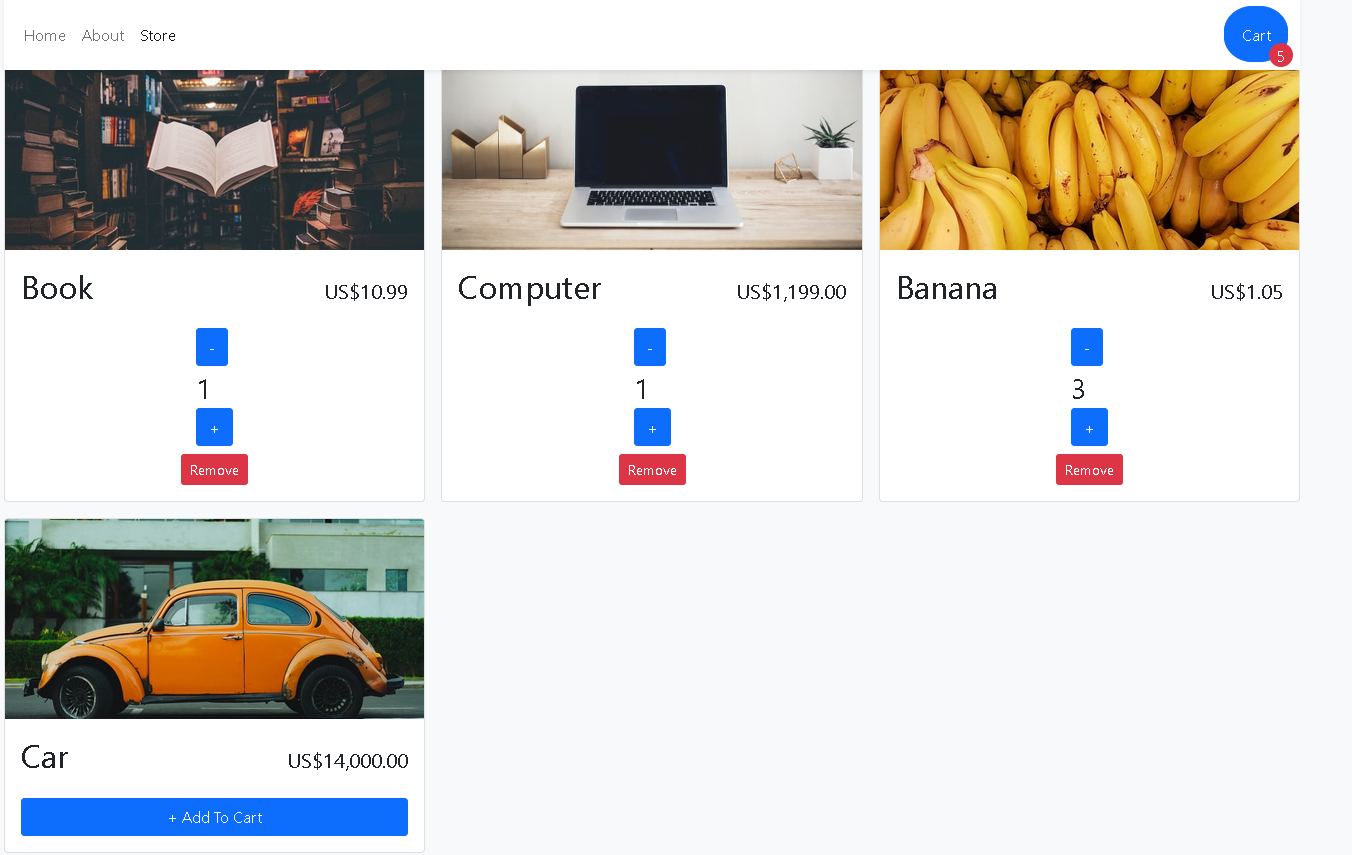 Home About Store Cart
5
Book US$10.99
-
1
+
Remove
Computer US$1,199.00
-
1
+
Remove
Banana US$1.05
-
3
+
Remove
Car US$14,000.00
+ Add To Cart